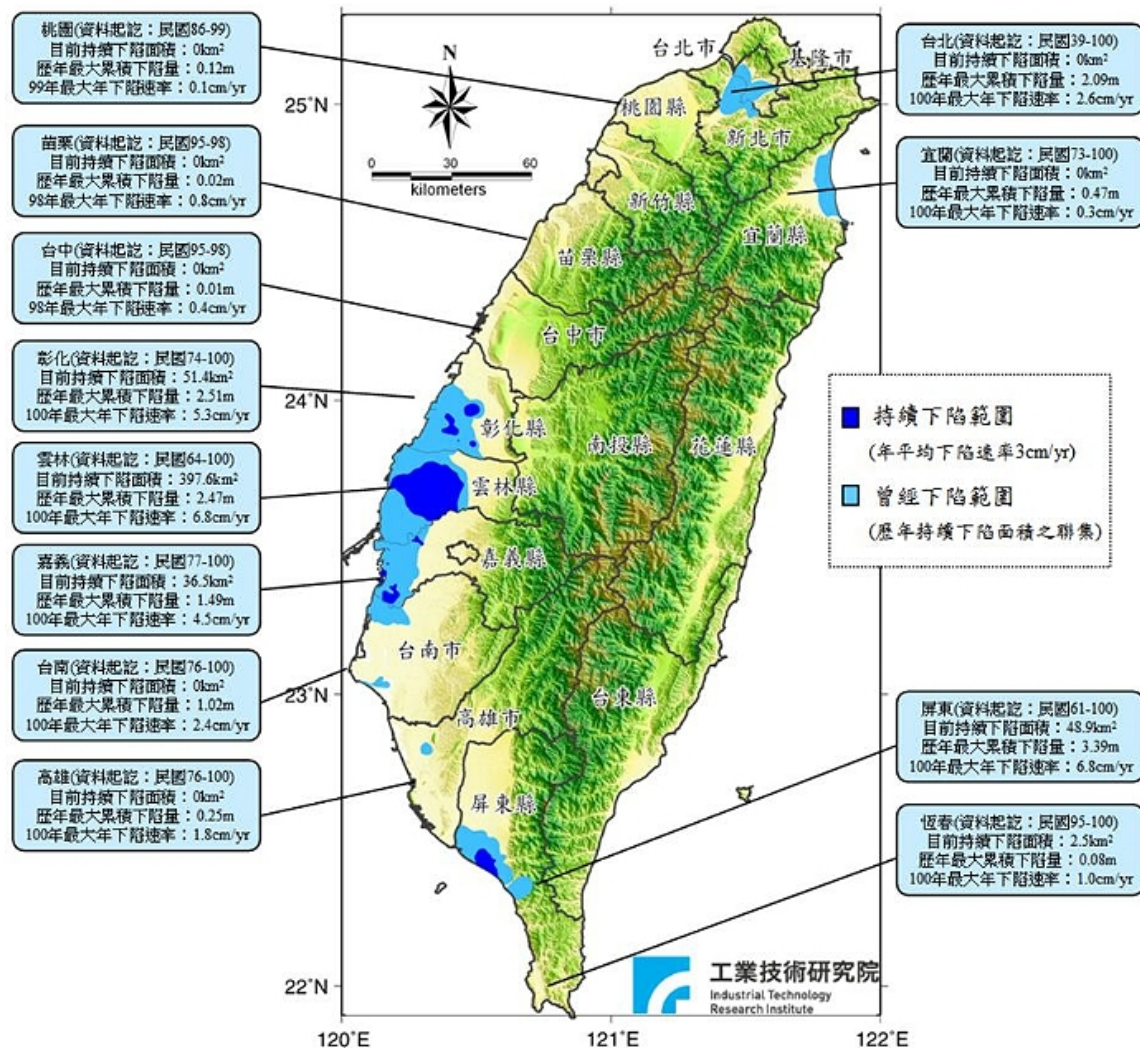 桃園(資料起訖：民國86-99)
目前持續下陷面積：0km²
歷年最大累積下陷量：0.12m
99年最大年下陷速率：0.1cm/yr
苗栗(資料起訖：民國95-98)
目前持續下陷面積：0km²
歷年最大累積下陷量：0.02m
98年最大年下陷速率：0.8cm/yr
台中(資料起訖：民國95-98)
目前持續下陷面積：0km²
歷年最大累積下陷量：0.01m
98年最大年下陷速率：0.4cm/yr
彰化(資料起訖：民國74-100)
目前持續下陷面積：51.4km²
歷年最大累積下陷量：2.51m
100年最大年下陷速率：5.3cm/yr
雲林(資料起訖：民國64-100)
目前持續下陷面積：397.6km²
歷年最大累積下陷量：2.47m
100年最大年下陷速率：6.8cm/yr
嘉義(資料起訖：民國77-100)
目前持續下陷面積：36.5km²
歷年最大累積下陷量：1.49m
100年最大年下陷速率：4.5cm/yr
台南(資料起訖：民國76-100)
目前持續下陷面積：0km²
歷年最大累積下陷量：1.02m
100年最大年下陷速率：2.4cm/yr
高雄(資料起訖：民國76-100)
目前持續下陷面積：0km²
歷年最大累積下陷量：0.25m
100年最大年下陷速率：1.8cm/yr
N
0 30 60
kilometers
25°N
24°N
23°N
22°N
120°E
121°E
122°E
台北市
基隆市
桃園縣
新北市
新竹縣
宜蘭縣
苗栗縣
台中市
彰化縣
南投縣
花蓮縣
雲林縣
嘉義縣
台南市
台東縣
高雄市
屏東縣
台北(資料起訖：民國39-100)
目前持續下陷面積：0km²
歷年最大累積下陷量：2.09m
100年最大年下陷速率：2.6cm/yr
宜蘭(資料起訖：民國73-100)
目前持續下陷面積：0km²
歷年最大累積下陷量：0.47m
100年最大年下陷速率：0.3cm/yr
持續下陷範圍
(年平均下陷速率3cm/yr)
曾經下陷範圍
(歷年持續下陷面積之聯集)
屏東(資料起訖：民國61-100)
目前持續下陷面積：48.9km²
歷年最大累積下陷量：3.39m
100年最大年下陷速率：6.8cm/yr
恆春(資料起訖：民國95-100)
目前持續下陷面積：2.5km²
歷年最大累積下陷量：0.08m
100年最大年下陷速率：1.0cm/yr
工業技術研究院
Industrial Technology
Research Institute